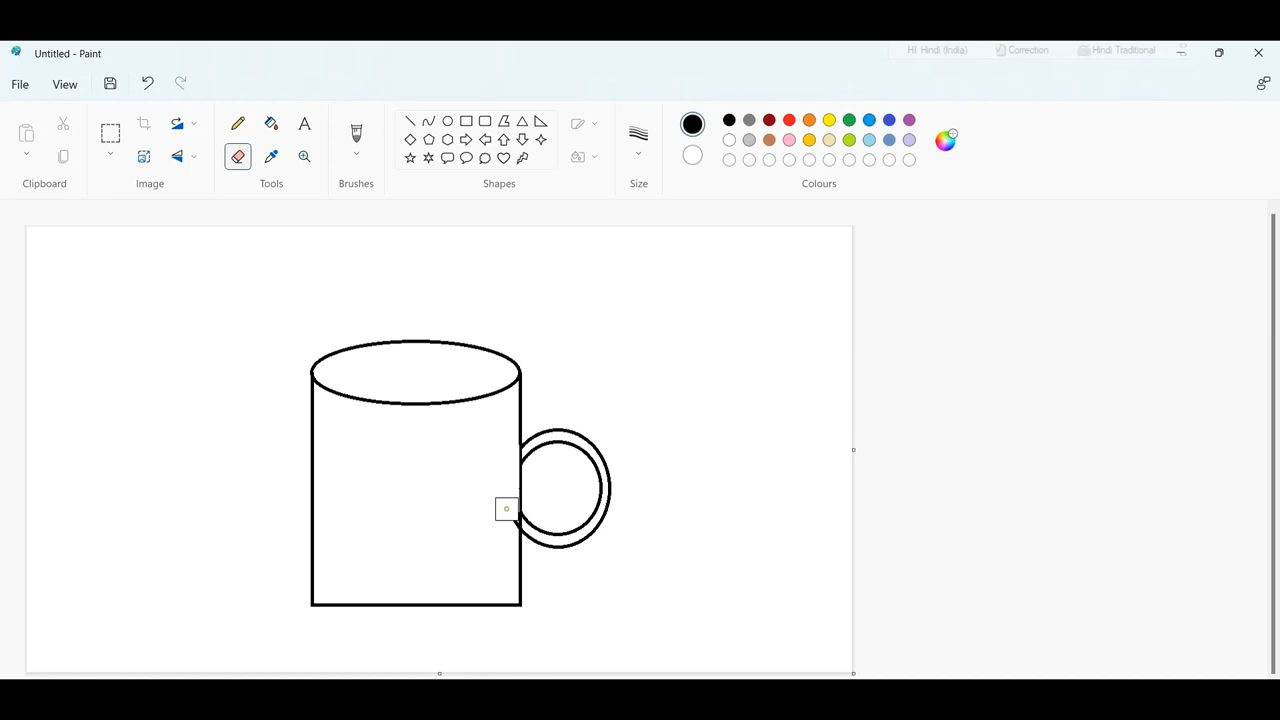 Untitled - Paint
HI Hindi (India)
Correction
Hindi Traditional
File
View
Clipboard
Image
Tools
Brushes
Shapes
Size
Colours